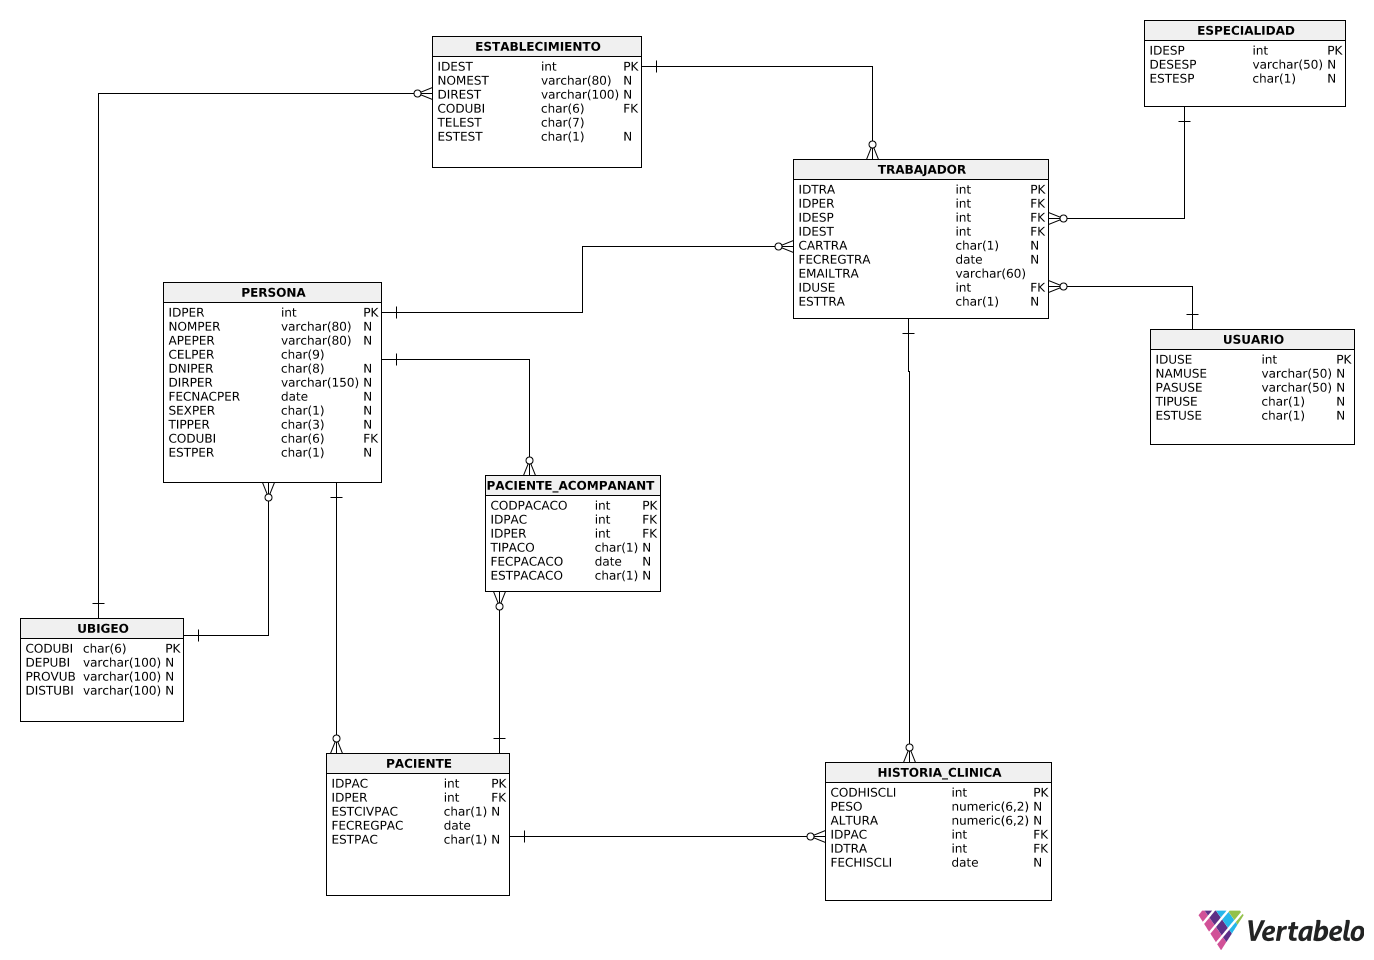 ESTABLECIMIENTO
IDEST int PK
NOMEST varchar(80) N
DIREST varchar(100) N
CODUBI char(6) FK
TELEST char(7)
ESTEST char(1) N
ESPECIALIDAD
IDESP int PK
DESESP varchar(50) N
ESTESP char(1) N
TRABAJADOR
IDTRA int PK
IDPER int FK
IDESP int FK
IDEST int FK
CARTRA char(1) N
FECREGTRA date N
EMAILTRA varchar(60)
IDUSE int FK
ESTTRA char(1) N
PERSONA
IDPER int PK
NOMPER varchar(80) N
APEPER varchar(80) N
CELPER char(9)
DNIPER char(8) N
DIRPER varchar(150) N
FECNACPER date N
SEXPER char(1) N
TIPPER char(3) N
CODUBI char(6) FK
ESTPER char(1) N
USUARIO
IDUSE int PK
NAMUSE varchar(50) N
PASUSE varchar(50) N
TIPUSE char(1) N
ESTUSE char(1) N
PACIENTE_ACOMPANANT
CODPACACO int PK
IDPAC int FK
IDPER int FK
TIPACO char(1) N
FECPACACO date N
ESTPACACO char(1) N
UBIGEO
CODUBI char(6) PK
DEPUBI varchar(100) N
PROVUB varchar(100) N
DISTUBI varchar(100) N
PACIENTE
IDPAC int PK
IDPER int FK
ESTCIVPAC char(1) N
FECREGPAC date
ESTPAC char(1) N
HISTORIA_CLINICA
CODHISCLI int PK
PESO numeric(6,2) N
ALTURA numeric(6,2) N
IDPAC int FK
IDTRA int FK
FECHISCLI date N
Vertabelo